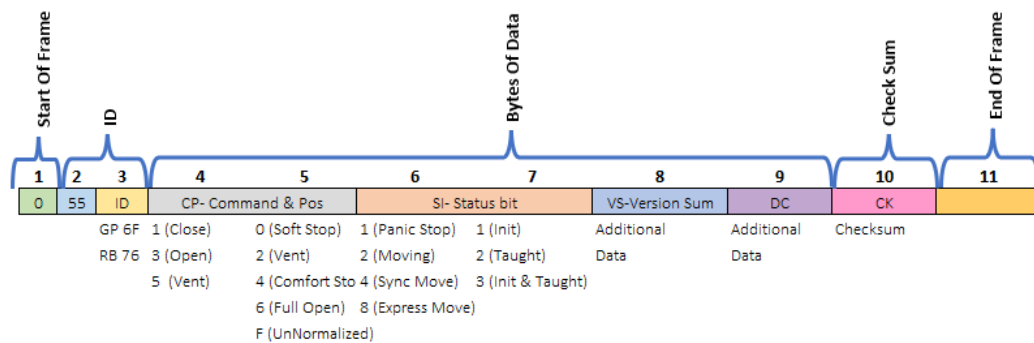 Start Of Frame
ID
Bytes Of Data
Check Sum
End Of Frame
1 2 3 4 5 6 7 8 9 10 11
0 55 ID CP- Command & Pos SI- Status bit VS-Version Sum DC CK
GP 6F 1 (Close) 0 (Soft Stop) 1 (Panic Stop) 1 (Init) Additional Additional Checksum
RB 76 3 (Open) 2 (Vent) 2 (Moving) 2 (Taught) Data Data
5 (Vent) 4 (Comfort Sto 4 (Sync Move) 3 (Init & Taught)
6 (Full Open) 8 (Express Move)
F (UnNormalized)